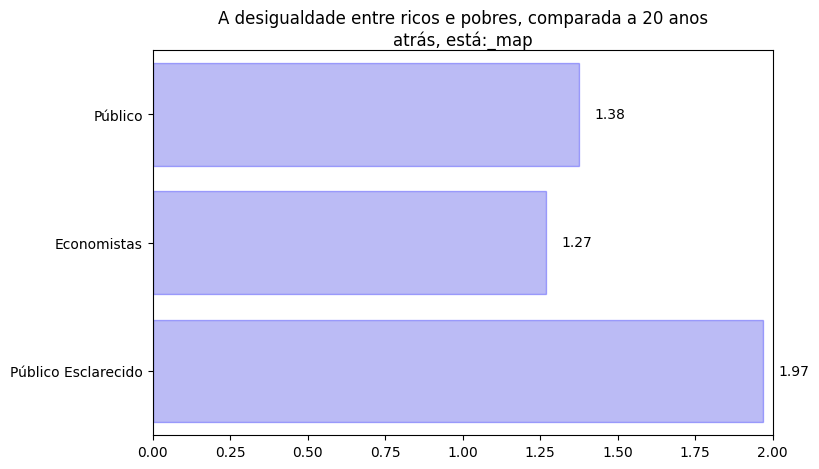 A desigualdade entre ricos e pobres, comparada a 20 anos
atrás, está:_map
Público
1.38
Economistas
1.27
Público Esclarecido
1.97
0.00 0.25 0.50 0.75 1.00 1.25 1.50 1.75 2.00